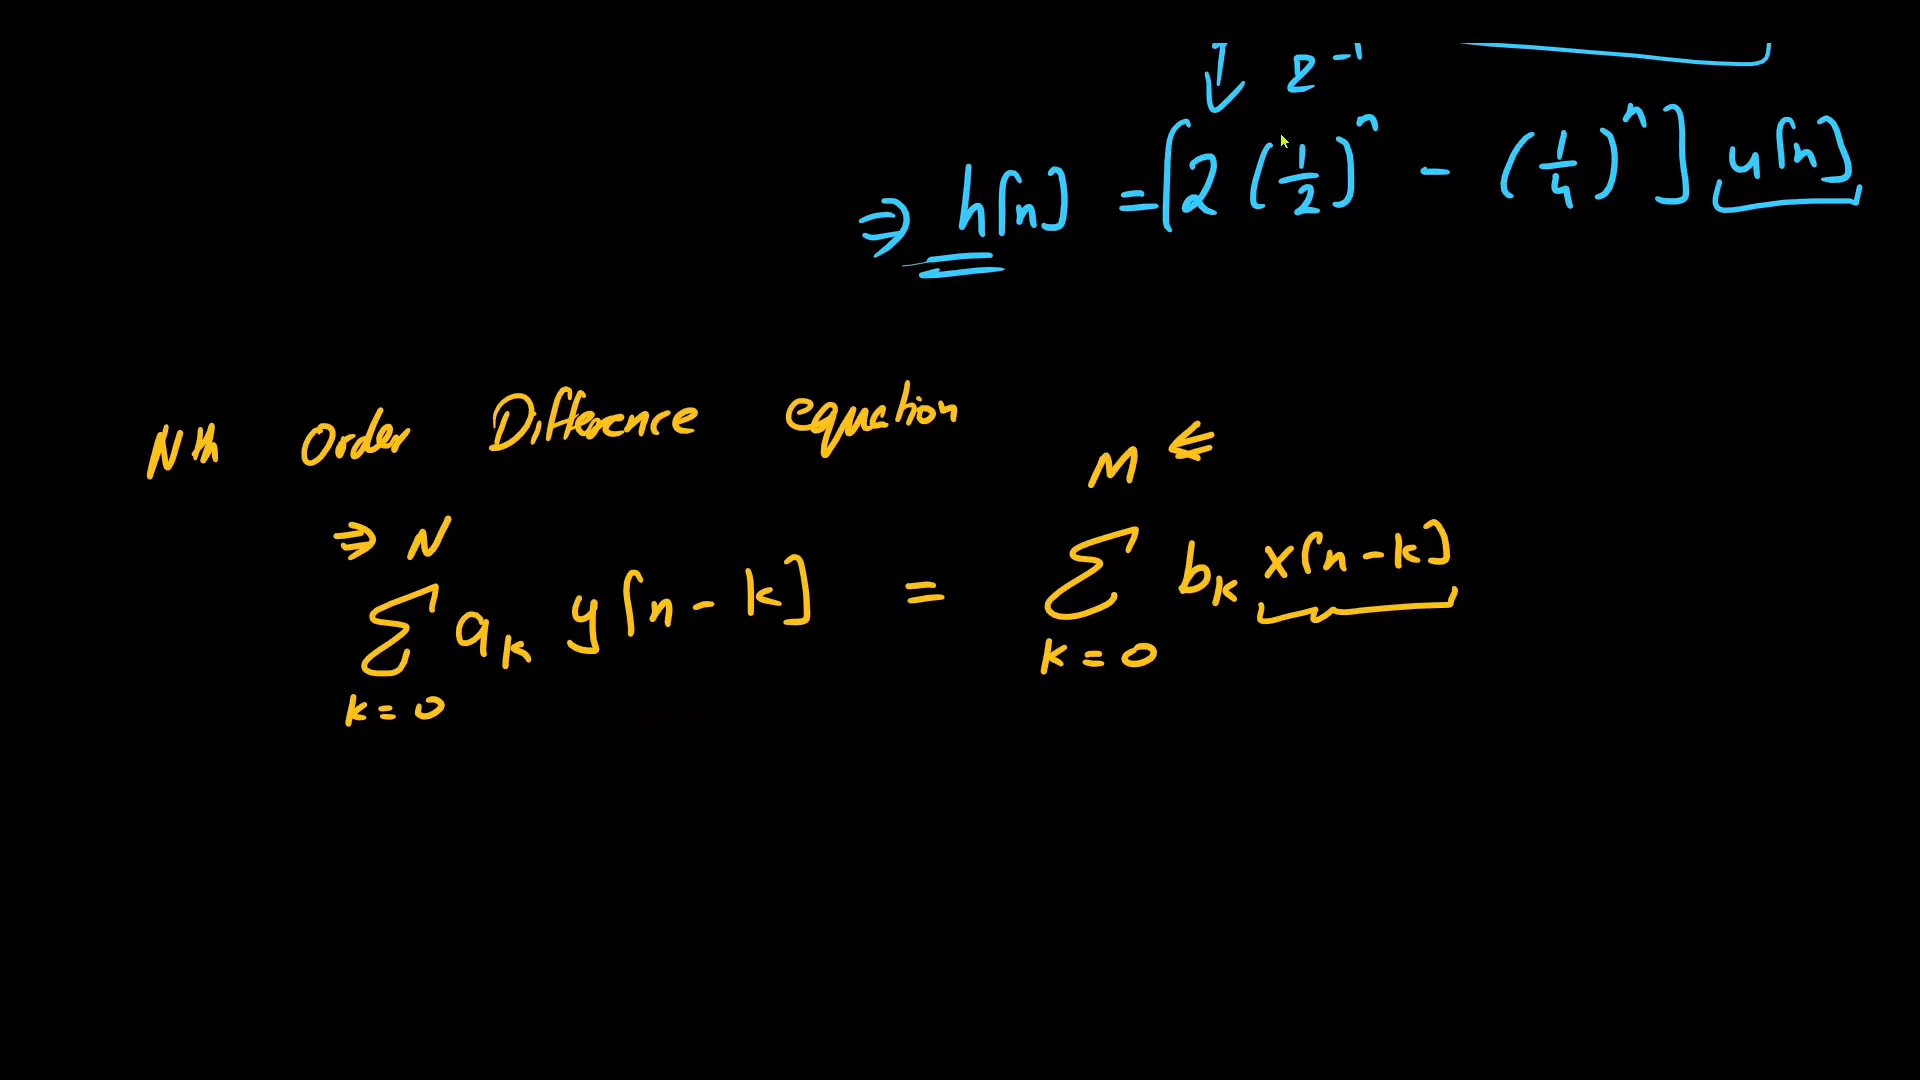 ↓ z⁻¹
⇒ h[n] = [2 (1/2)ⁿ - (1/4)ⁿ] u[n]
Nth Order Difference equation
⇒ N M ⇐
∑ aₖ y[n - k] = ∑ bₖ x[n - k]
k = 0 k = 0